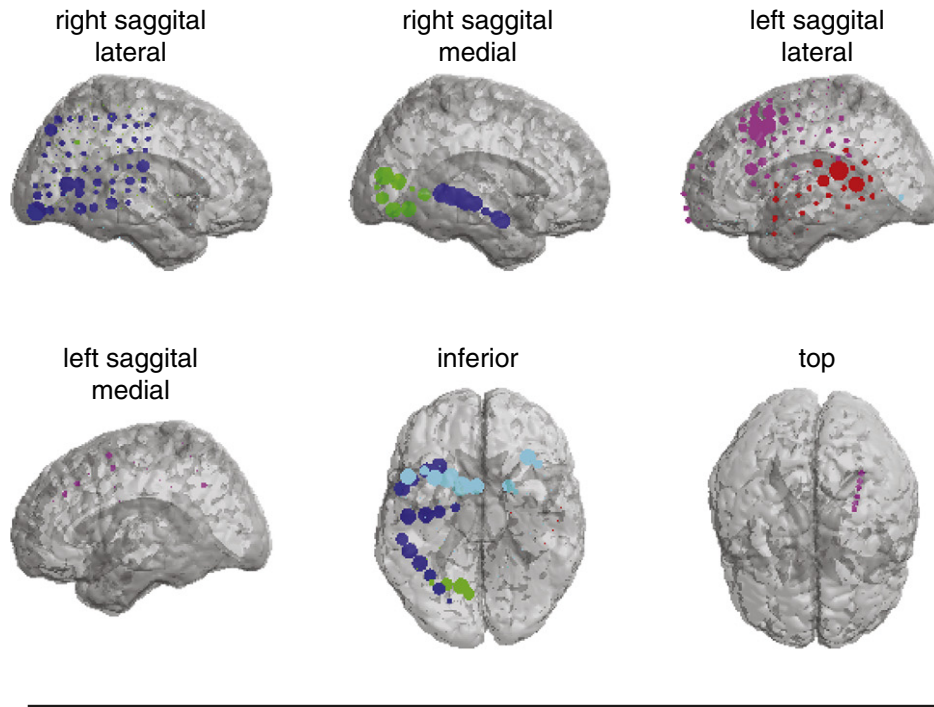 right saggital
lateral
right saggital
medial
left saggital
lateral
left saggital
medial
inferior
top